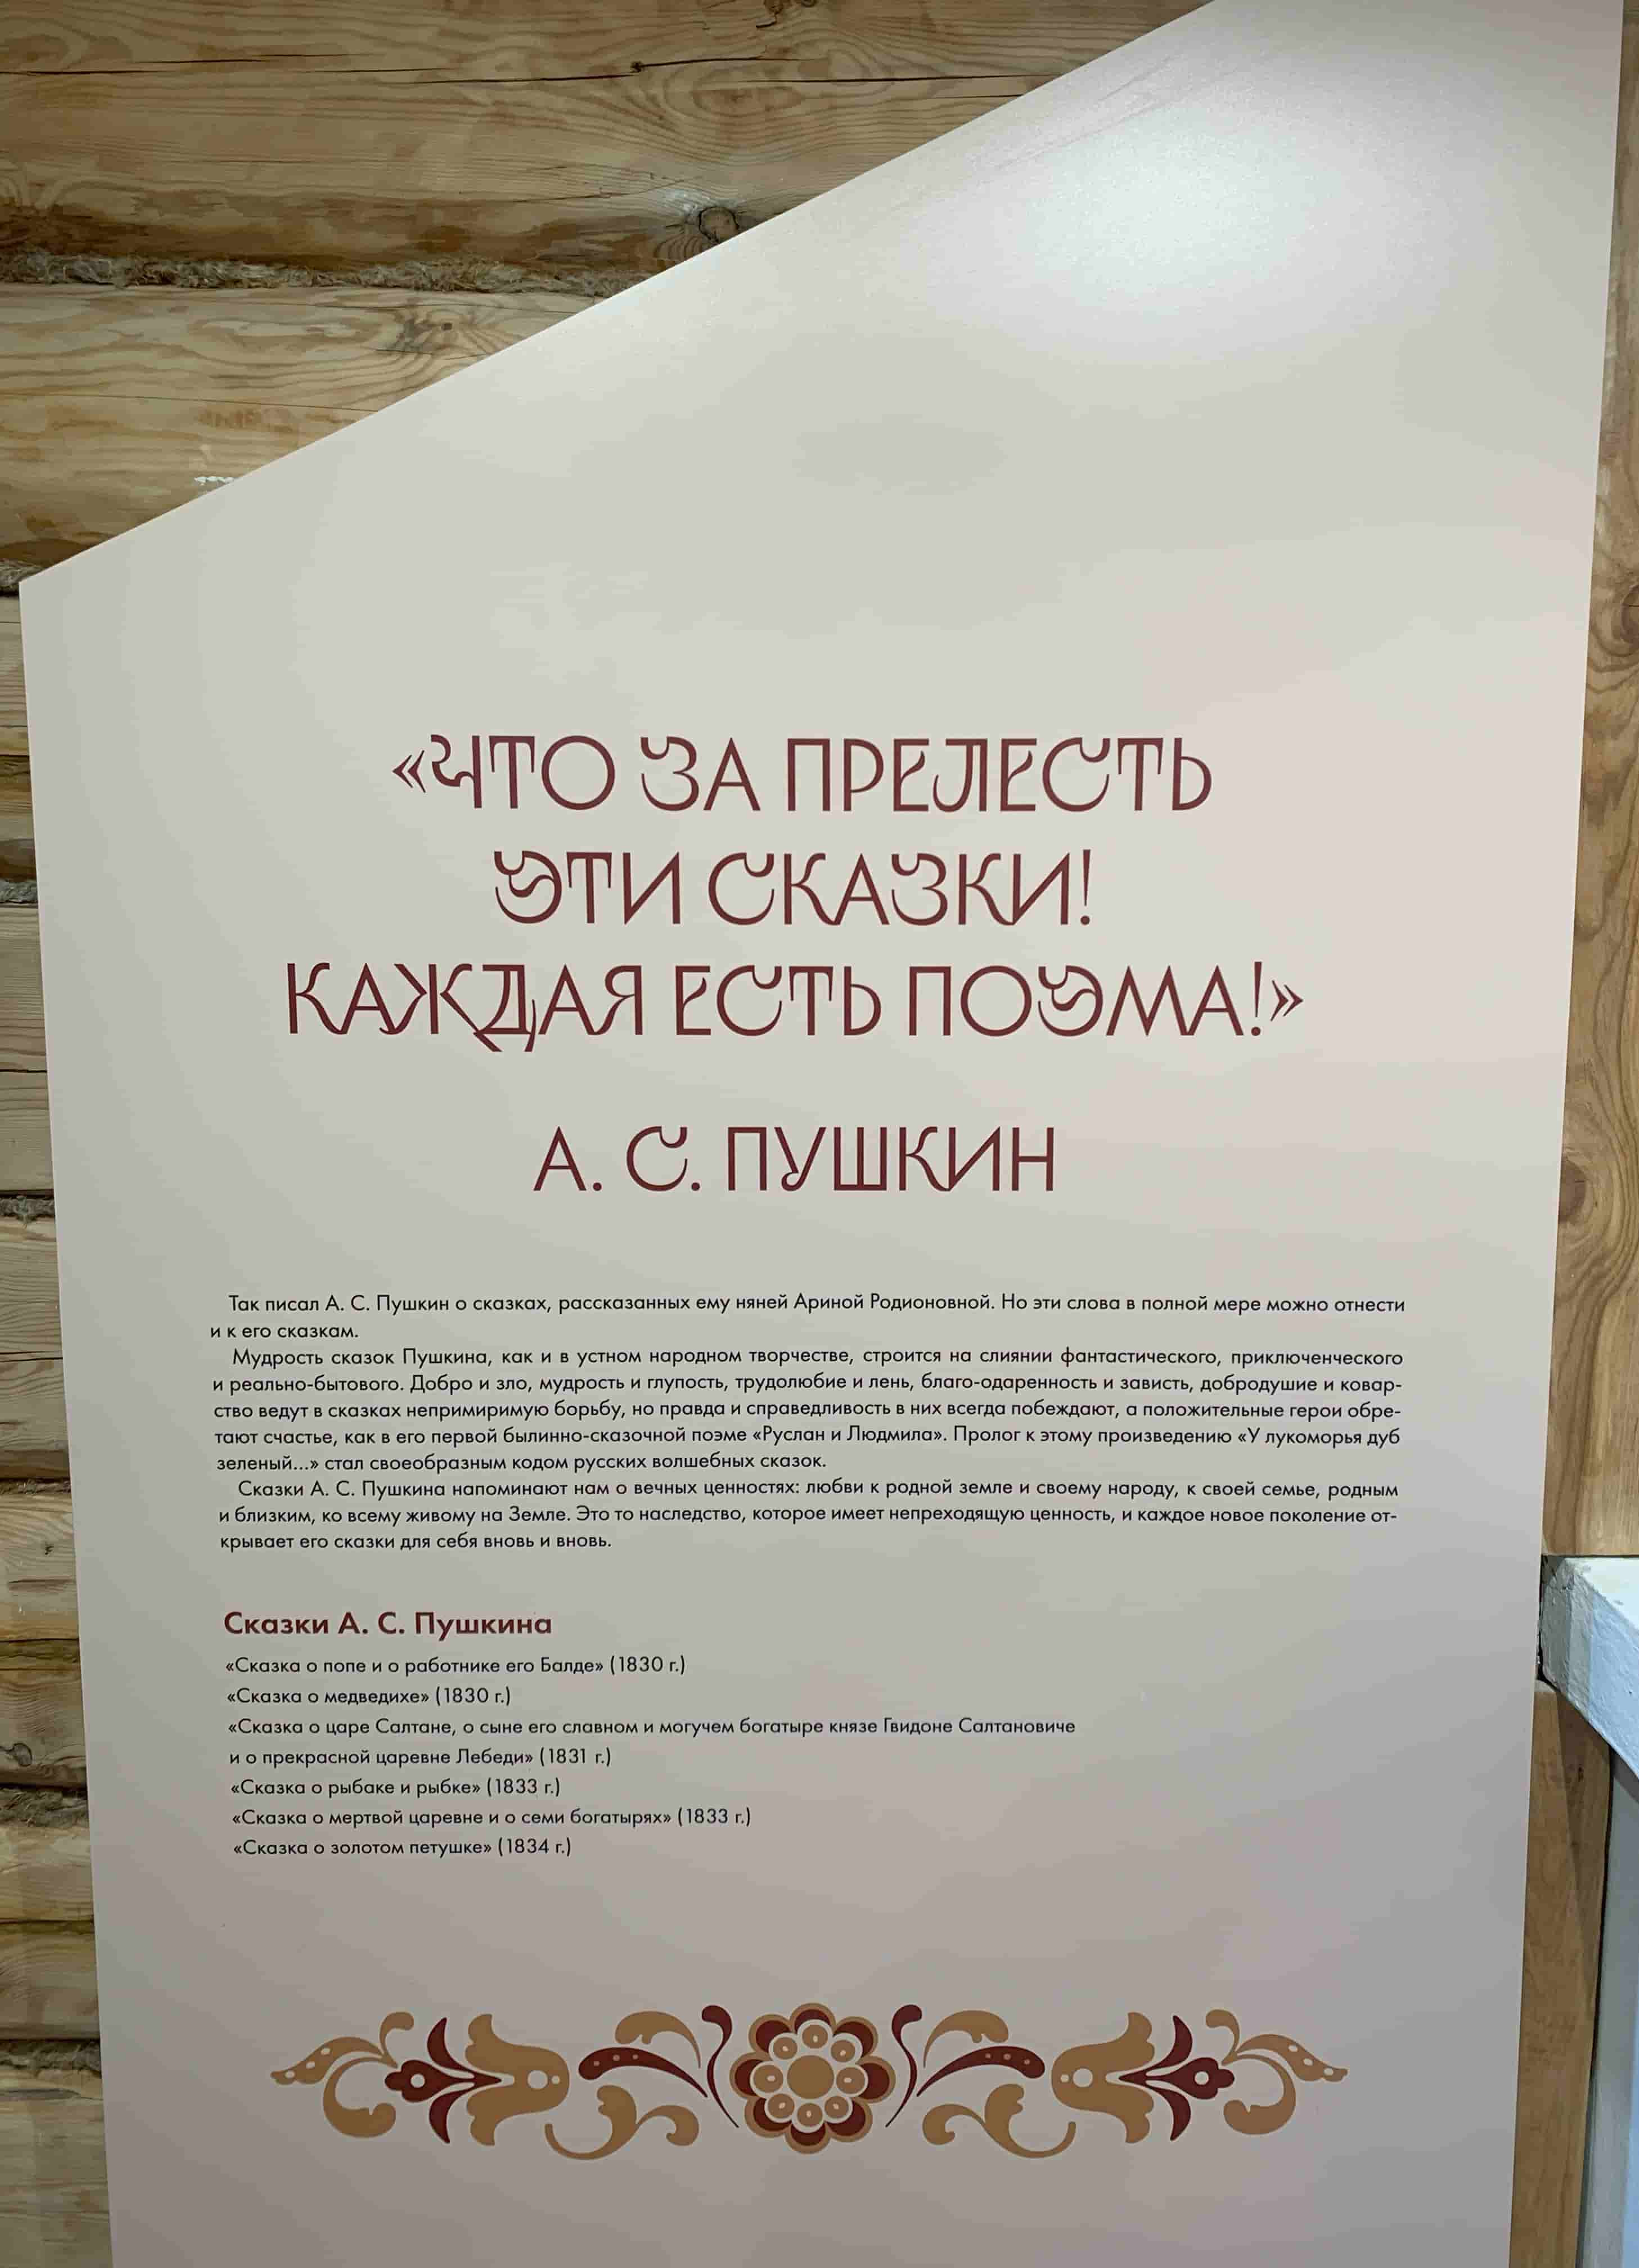 «ЧТО ЗА ПРЕЛЕСТЬ
ЭТИ СКАЗКИ!
КАЖДАЯ ЕСТЬ ПОЭМА!»
А. С. ПУШКИН
Так писал А. С. Пушкин о сказках, рассказанных ему няней Ариной Родионовной. Но эти слова в полной мере можно отнести
и к его сказкам.
Мудрость сказок Пушкина, как и в устном народном творчестве, строится на слиянии фантастического, приключенческого
и реально-бытового. Добро и зло, мудрость и глупость, трудолюбие и лень, благо-одаренность и зависть, добродушие и ковар-
ство ведут в сказках непримиримую борьбу, но правда и справедливость в них всегда побеждают, а положительные герои обре-
тают счастье, как в его первой былинно-сказочной поэме «Руслан и Людмила». Пролог к этому произведению «У лукоморья дуб
зеленый...» стал своеобразным кодом русских волшебных сказок.
Сказки А. С. Пушкина напоминают нам о вечных ценностях: любви к родной земле и своему народу, к своей семье, родным
и близким, ко всему живому на Земле. Это то наследство, которое имеет непреходящую ценность, и каждое новое поколение от-
крывает его сказки для себя вновь и вновь.
Сказки А. С. Пушкина
«Сказка о попе и о работнике его Балде» (1830 г.)
«Сказка о медведихе» (1830 г.)
«Сказка о царе Салтане, о сыне его славном и могучем богатыре князе Гвидоне Салтановиче
и о прекрасной царевне Лебеди» (1831 г.)
«Сказка о рыбаке и рыбке» (1833 г.)
«Сказка о мертвой царевне и о семи богатырях» (1833 г.)
«Сказка о золотом петушке» (1834 г.)